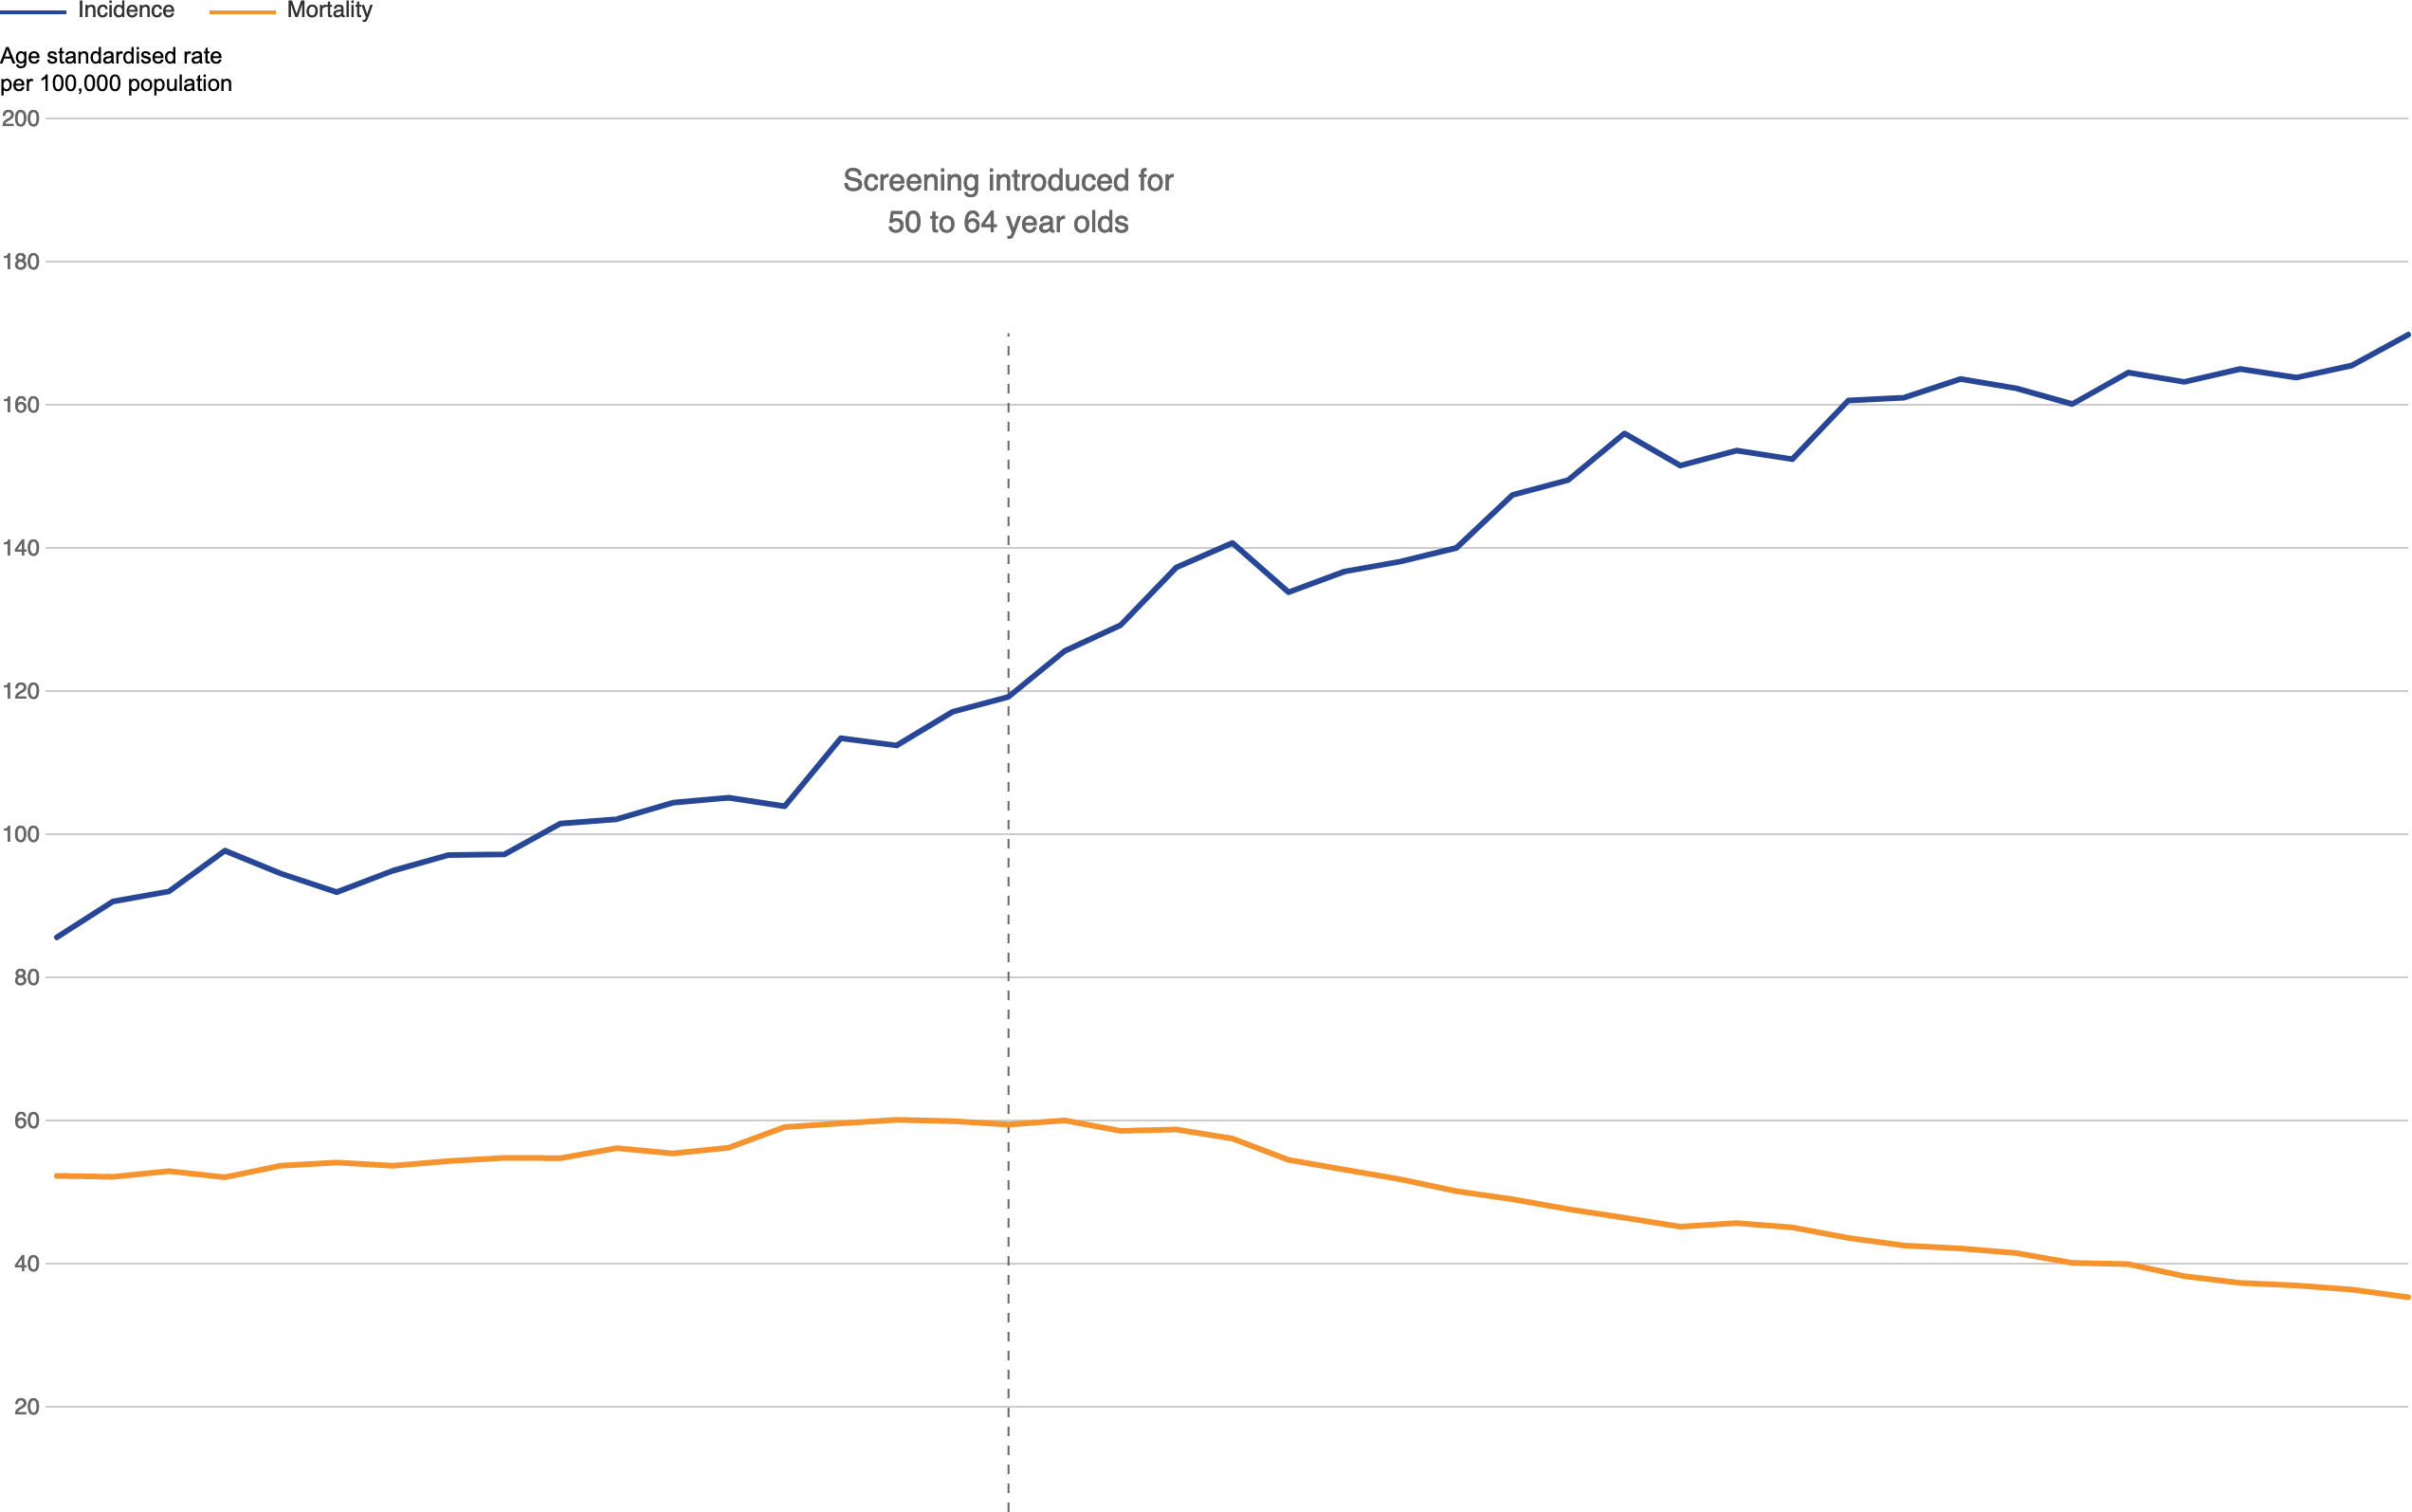 Incidence Mortality
Age standardised rate
per 100,000 population
200
Screening introduced for
50 to 64 year olds
180
160
140
120
100
80
60
40
20